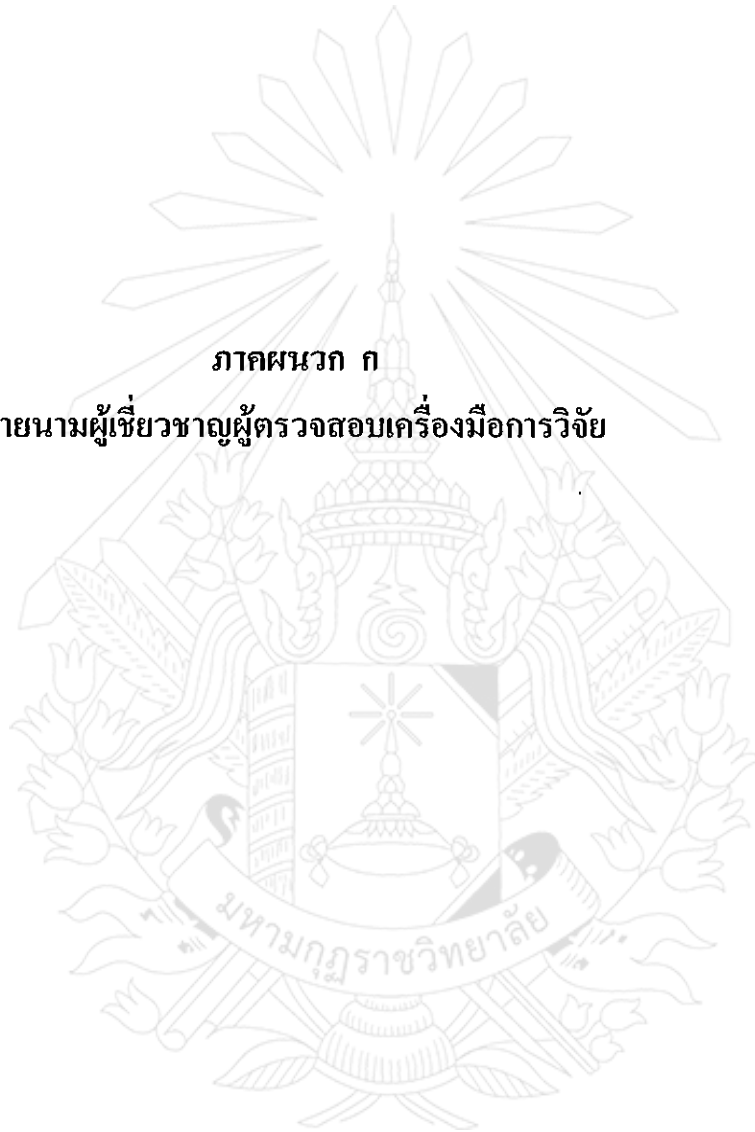 ภาคผนวก ก
ายนามผู้เชี่ยวชาญผู้ตรวจสอบเครื่องมือการวิจัย
มหามกุฏราชวิทยาลัย